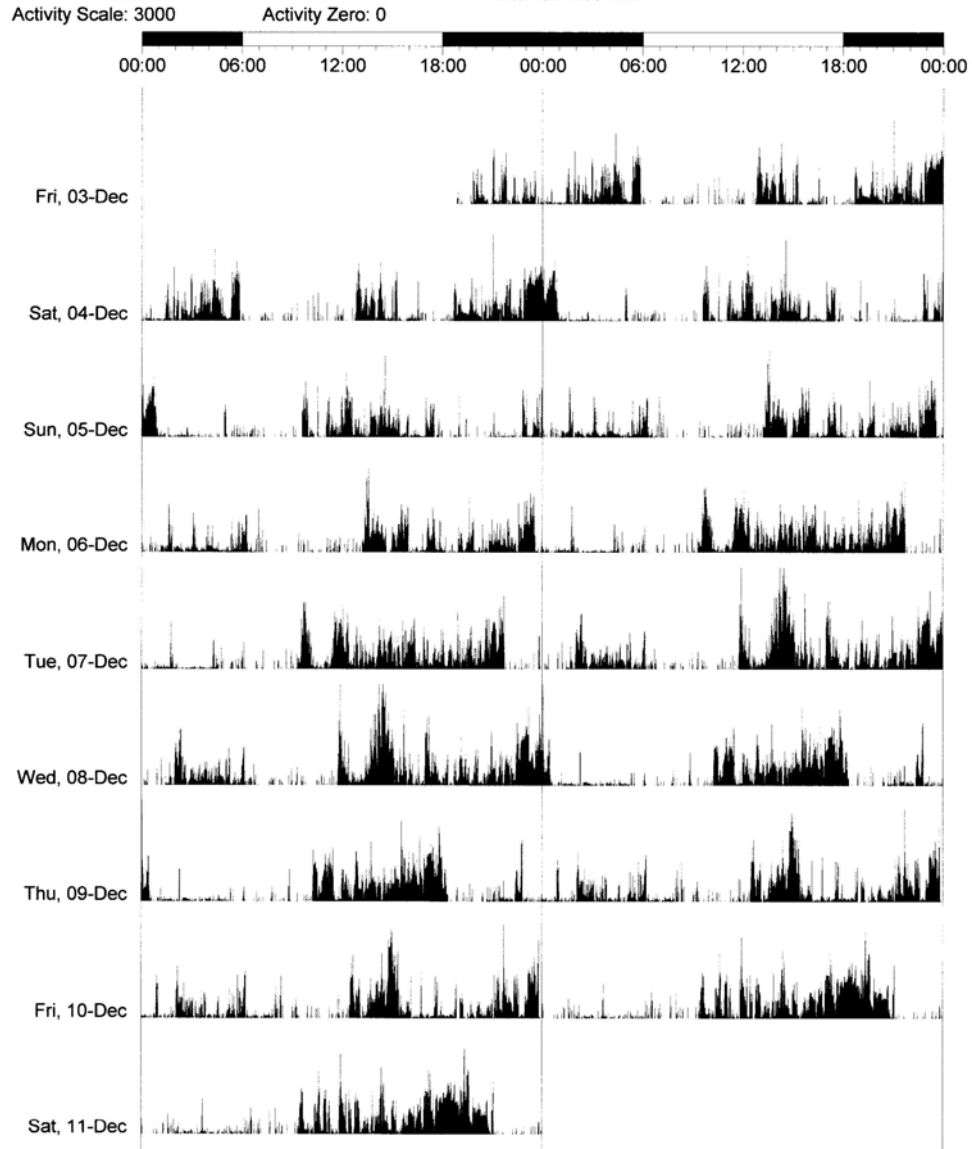 Activity Scale: 3000 Activity Zero: 0
00:00 06:00 12:00 18:00 00:00 06:00 12:00 18:00 00:00
Fri, 03-Dec
Sat, 04-Dec
Sun, 05-Dec
Mon, 06-Dec
Tue, 07-Dec
Wed, 08-Dec
Thu, 09-Dec
Fri, 10-Dec
Sat, 11-Dec